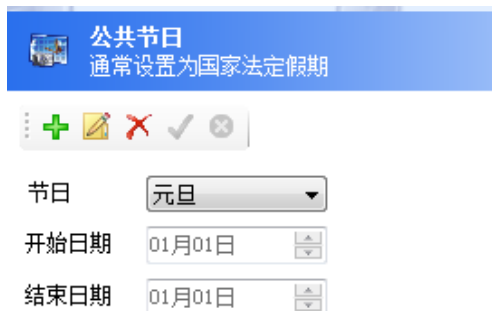 公共节日
通常设置为国家法定假期
节日 元旦
开始日期 01月01日
结束日期 01月01日